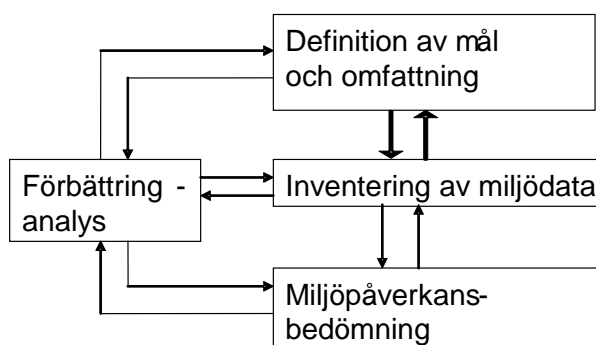 Definition av mål
och omfattning
Förbättring -
analys
Inventering av miljödata
Miljöpåverkans-
bedömning